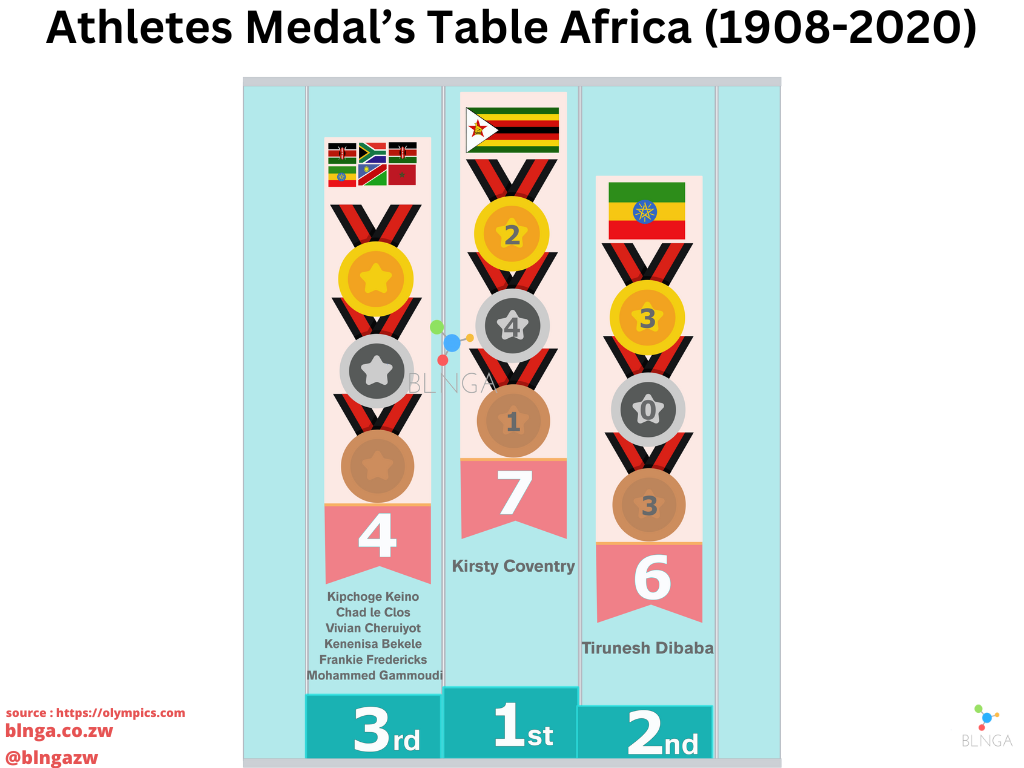 Athletes Medal’s Table Africa (1908-2020)
2
4
1
7
Kirsty Coventry
3
0
3
6
Tirunesh Dibaba
4
Kipchoge Keino
Chad le Clos
Vivian Cheruiyot
Kenenisa Bekele
Frankie Fredericks
Mohammed Gammoudi
3rd
1st
2nd
BLNGA
source : https://olympics.com
blnga.co.zw
@blngazw
BLNGA